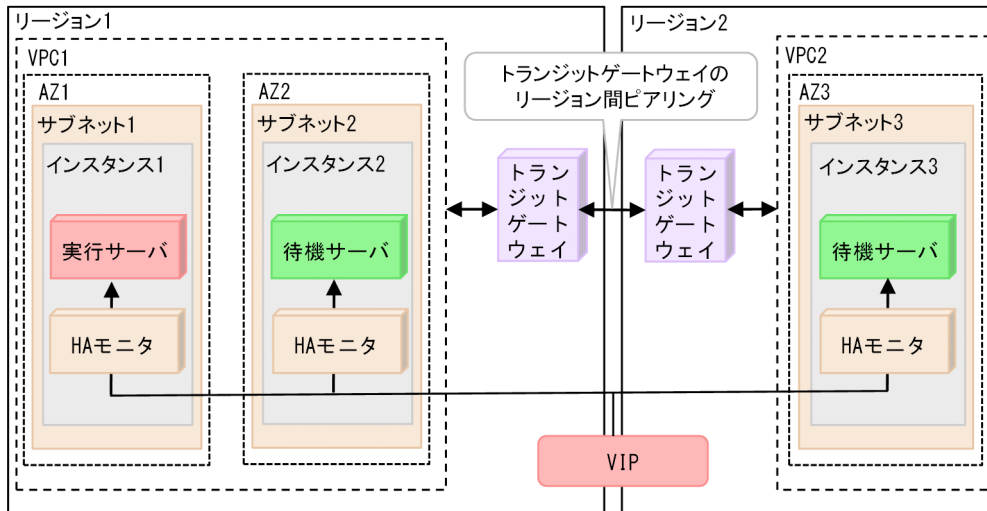 リージョン1
VPC1
AZ1
サブネット1
インスタンス1
実行サーバ
HAモニタ
AZ2
サブネット2
インスタンス2
待機サーバ
HAモニタ
トランジットゲートウェイの
リージョン間ピアリング
トラン
ジット
ゲート
ウェイ
リージョン2
トラン
ジット
ゲート
ウェイ
VPC2
AZ3
サブネット3
インスタンス3
待機サーバ
HAモニタ
VIP